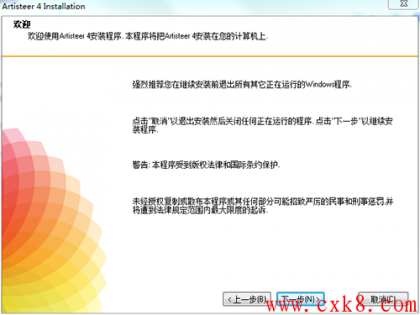 Artisteer 4 Installation
欢迎
欢迎使用Artisteer 4安装程序. 本程序将把Artisteer 4安装在您的计算机上.
强烈推荐您在继续安装前退出所有其它正在运行的Windows程序.
点击"取消"以退出安装然后关闭任何正在运行的程序. 点击"下一步"以继续安
装程序.
警告: 本程序受到版权法律和国际条约保护.
未经授权复制或散布本程序或其任何部分可能招致严厉的民事和刑事惩罚,并
将遭到法律规定范围内最大限度的起诉.
<上一步(B) 下一步(N)> 取消(C)
www.cxk8.com